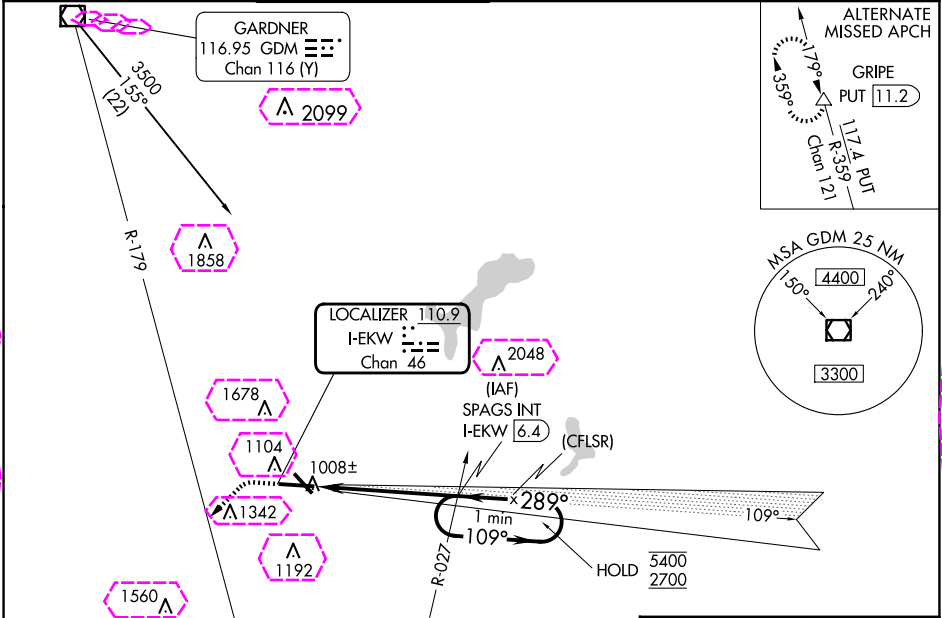 GARDNER
116.95 GDM
Chan 116 (Y)
3500
155°
(22)
2099
R-179
1858
ALTERNATE
MISSED APCH
179°
359°
GRIPE
PUT 11.2
117.4 PUT
R-359
Chan 121
MSA GDM 25 NM
150°
240°
4400
3300
LOCALIZER 110.9
I-EKW
Chan 46
2048
(IAF)
SPAGS INT
I-EKW 6.4
(CFLSR)
1678
1104
1008±
1342
1192
1560
x 289°
1 min
109°
109°
R-027
HOLD
5400
2700